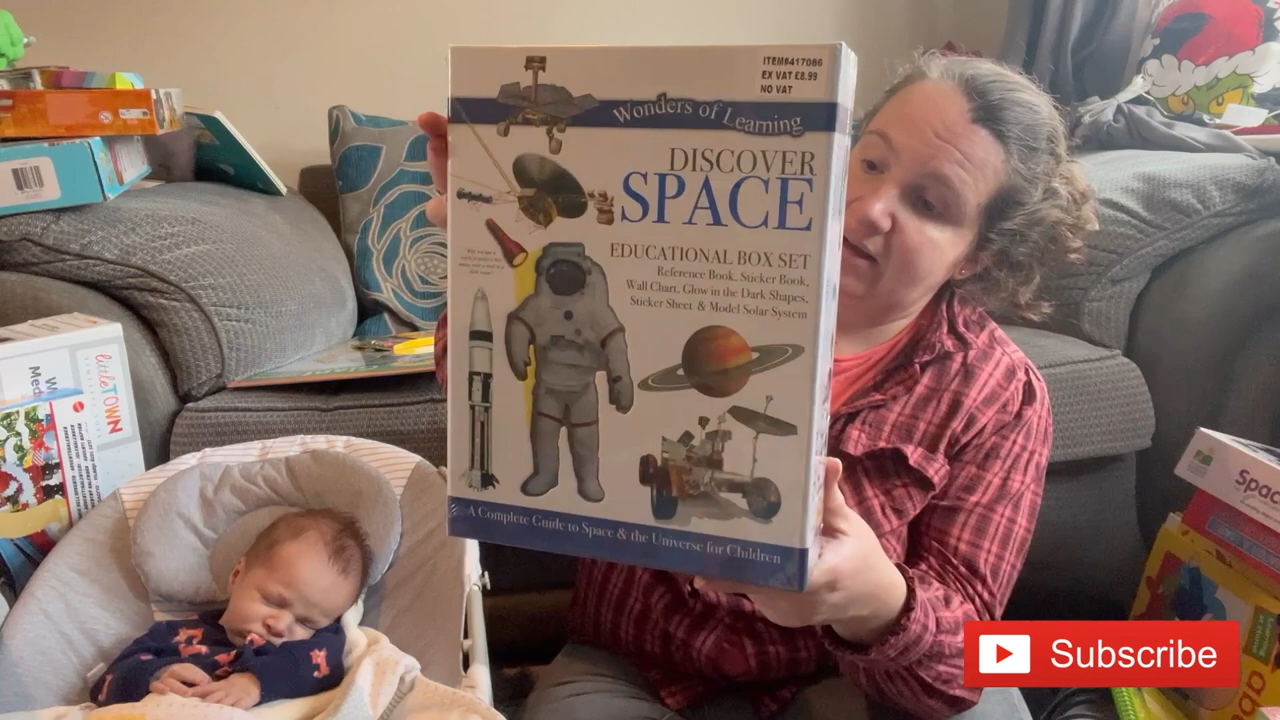 ITEM6417086
EX VAT £8.99
NO VAT
Wonders of Learning
DISCOVER
SPACE
EDUCATIONAL BOX SET
Reference Book, Sticker Book,
Wall Chart, Glow in the Dark Shapes,
Sticker Sheet & Model Solar System
A Complete Guide to Space & the Universe for Children
little TOWN
Spac
Subscribe